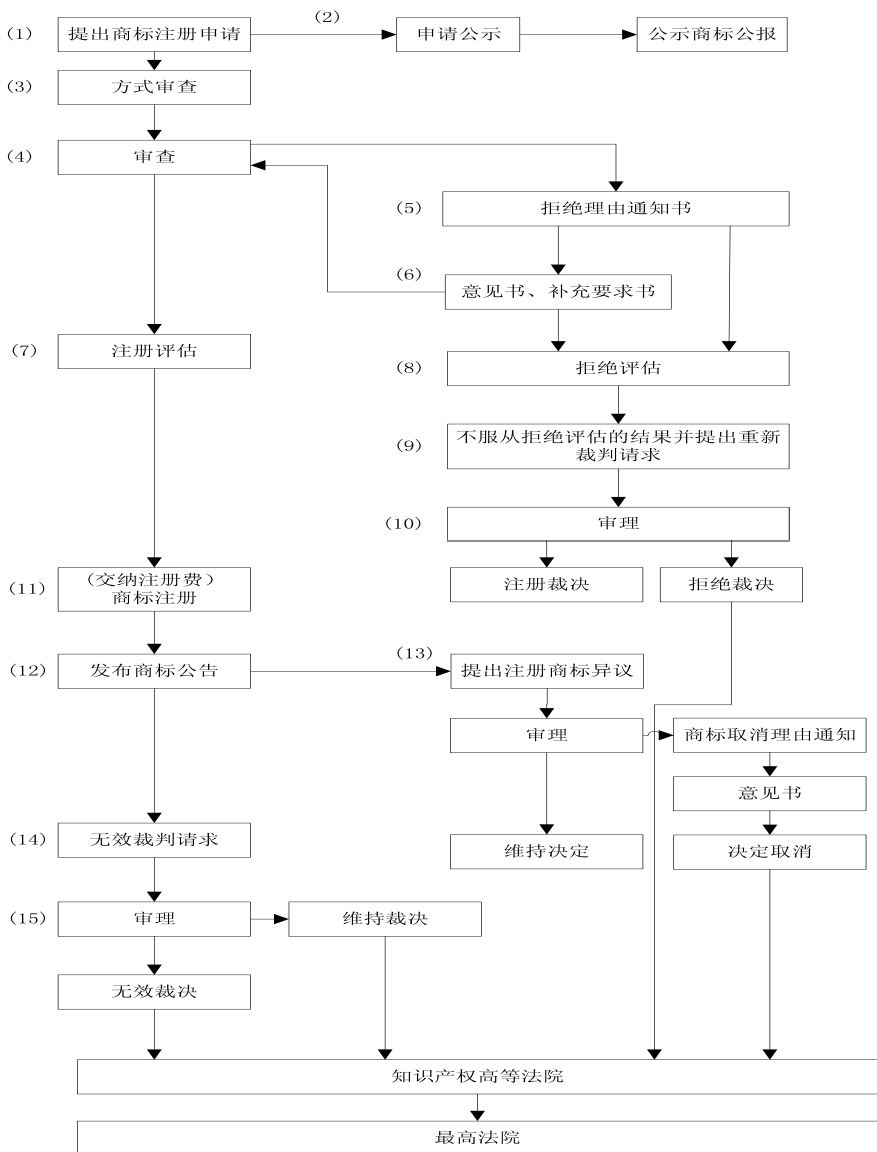 (1) 提出商标注册申请 (2) 申请公示 公示商标公报
(3) 方式审查
(4) 审查
(5) 拒绝理由通知书
(6) 意见书、补充要求书
(7) 注册评估
(8) 拒绝评估
(9) 不服从拒绝评估的结果并提出重新
裁判请求
(10) 审理
注册裁决 拒绝裁决
(11) (交纳注册费)
商标注册
(12) 发布商标公告 (13) 提出注册商标异议
审理 商标取消理由通知
意见书
(14) 无效裁判请求 维持决定 决定取消
(15) 审理 维持裁决
无效裁决
知识产权高等法院
最高法院